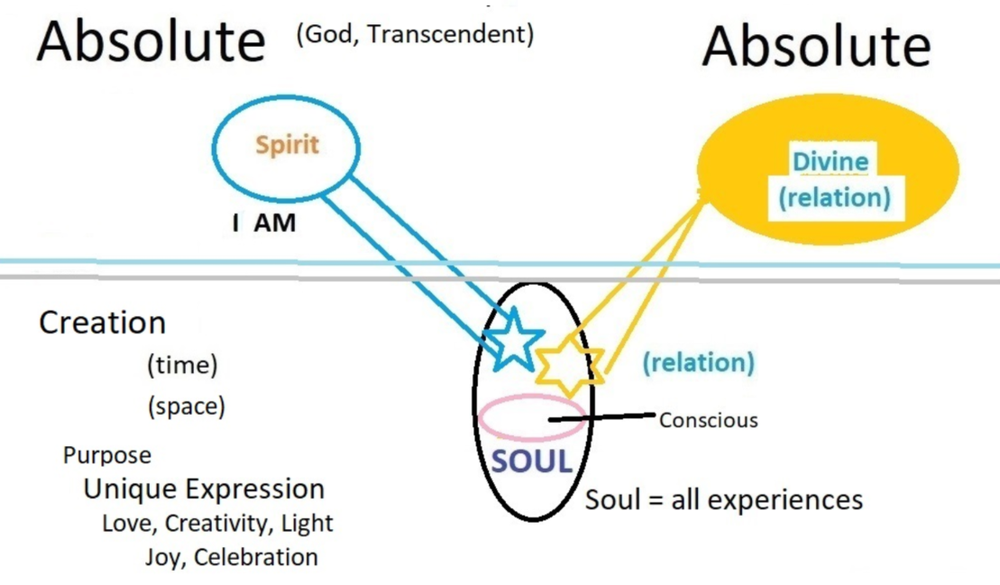 Absolute (God, Transcendent)
Absolute
Spirit
I AM
Divine
(relation)
Creation
(time)
(space)
(relation)
Conscious
Purpose
Unique Expression
Love, Creativity, Light
Joy, Celebration
SOUL
Soul = all experiences